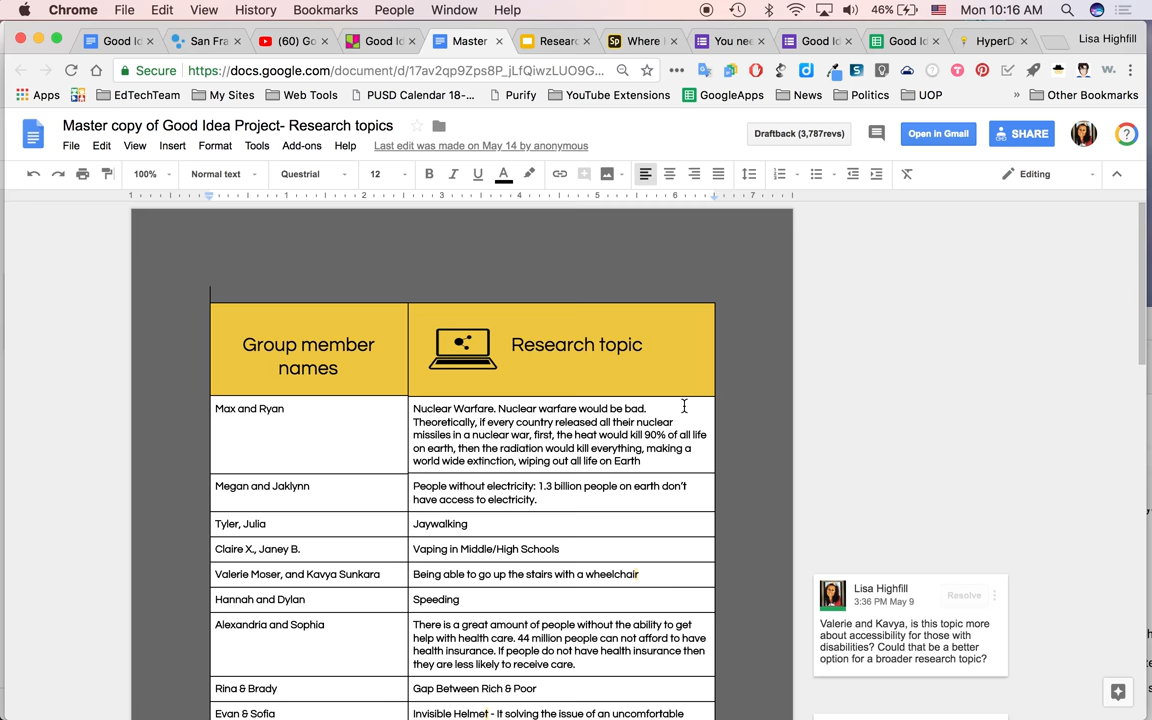 Chrome File Edit View History Bookmarks People Window Help 46% Mon 10:16 AM
Good Id San Fra (60) Go Good Id Master Researc Where You nee Good Id Good Id HyperD Lisa Highfill
Secure https://docs.google.com/document/d/17av2qp9Zps8P_jLfQiwzLUO9G...
Apps EdTechTeam My Sites Web Tools PUSD Calendar 18-... Purify YouTube Extensions GoogleApps News Politics UOP » Other Bookmarks
Master copy of Good Idea Project- Research topics
Draftback (3,787revs) Open in Gmail SHARE
File Edit View Insert Format Tools Add-ons Help Last edit was made on May 14 by anonymous
100% Normal text Questrial 12 B I U A Editing
1 1 2 3 4 5 6 7
Group member
names
Research topic
Max and Ryan
Nuclear Warfare. Nuclear warfare would be bad.
Theoretically, if every country released all their nuclear
missiles in a nuclear war, first, the heat would kill 90% of all life
on earth, then the radiation would kill everything, making a
world wide extinction, wiping out all life on Earth
Megan and Jaklynn
People without electricity: 1.3 billion people on earth don't
have access to electricity.
Tyler, Julia
Jaywalking
Claire X., Janey B.
Vaping in Middle/High Schools
Valerie Moser, and Kavya Sunkara
Being able to go up the stairs with a wheelchair
Hannah and Dylan
Speeding
Alexandria and Sophia
There is a great amount of people without the ability to get
help with health care. 44 million people can not afford to have
health insurance. If people do not have health insurance then
they are less likely to receive care.
Rina & Brady
Gap Between Rich & Poor
Evan & Sofia
Invisible Helmet - It solving the issue of an uncomfortable
Lisa Highfill
3:36 PM May 9
Resolve
Valerie and Kavya, is this topic more
about accessibility for those with
disabilities? Could that be a better
option for a broader research topic?